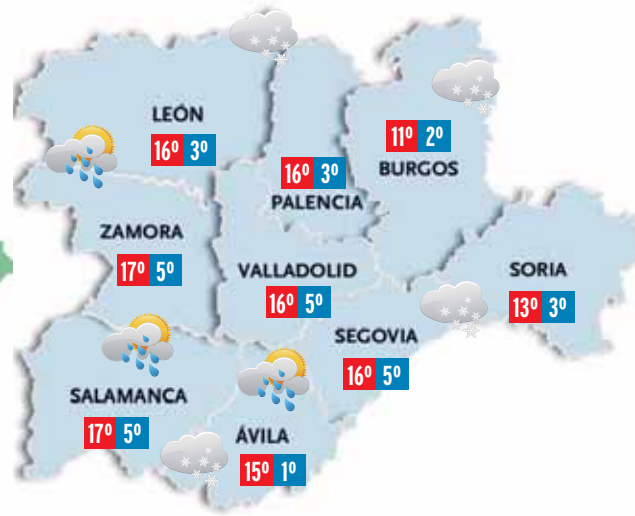 LEÓN
16º 3º
11º 2º
BURGOS
16º 3º
PALENCIA
ZAMORA
17º 5º
VALLADOLID
16º 5º
SORIA
13º 3º
SEGOVIA
16º 5º
SALAMANCA
17º 5º
ÁVILA
15º 1º